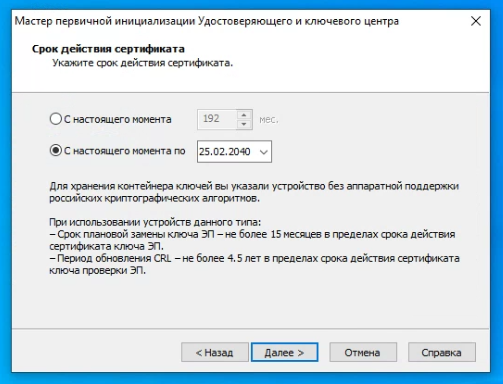 Мастер первичной инициализации Удостоверяющего и ключевого центра
Срок действия сертификата
Укажите срок действия сертификата.
С настоящего момента 192 мес.
С настоящего момента по 25.02.2040
Для хранения контейнера ключей вы указали устройство без аппаратной поддержки
российских криптографических алгоритмов.
При использовании устройств данного типа:
– Срок плановой замены ключа ЭП – не более 15 месяцев в пределах срока действия
сертификата ключа ЭП.
– Период обновления CRL – не более 4.5 лет в пределах срока действия сертификата
ключа проверки ЭП.
< Назад Далее > Отмена Справка